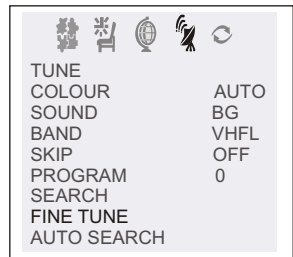 TUNE
COLOUR AUTO
SOUND BG
BAND VHFL
SKIP OFF
PROGRAM 0
SEARCH
FINE TUNE
AUTO SEARCH